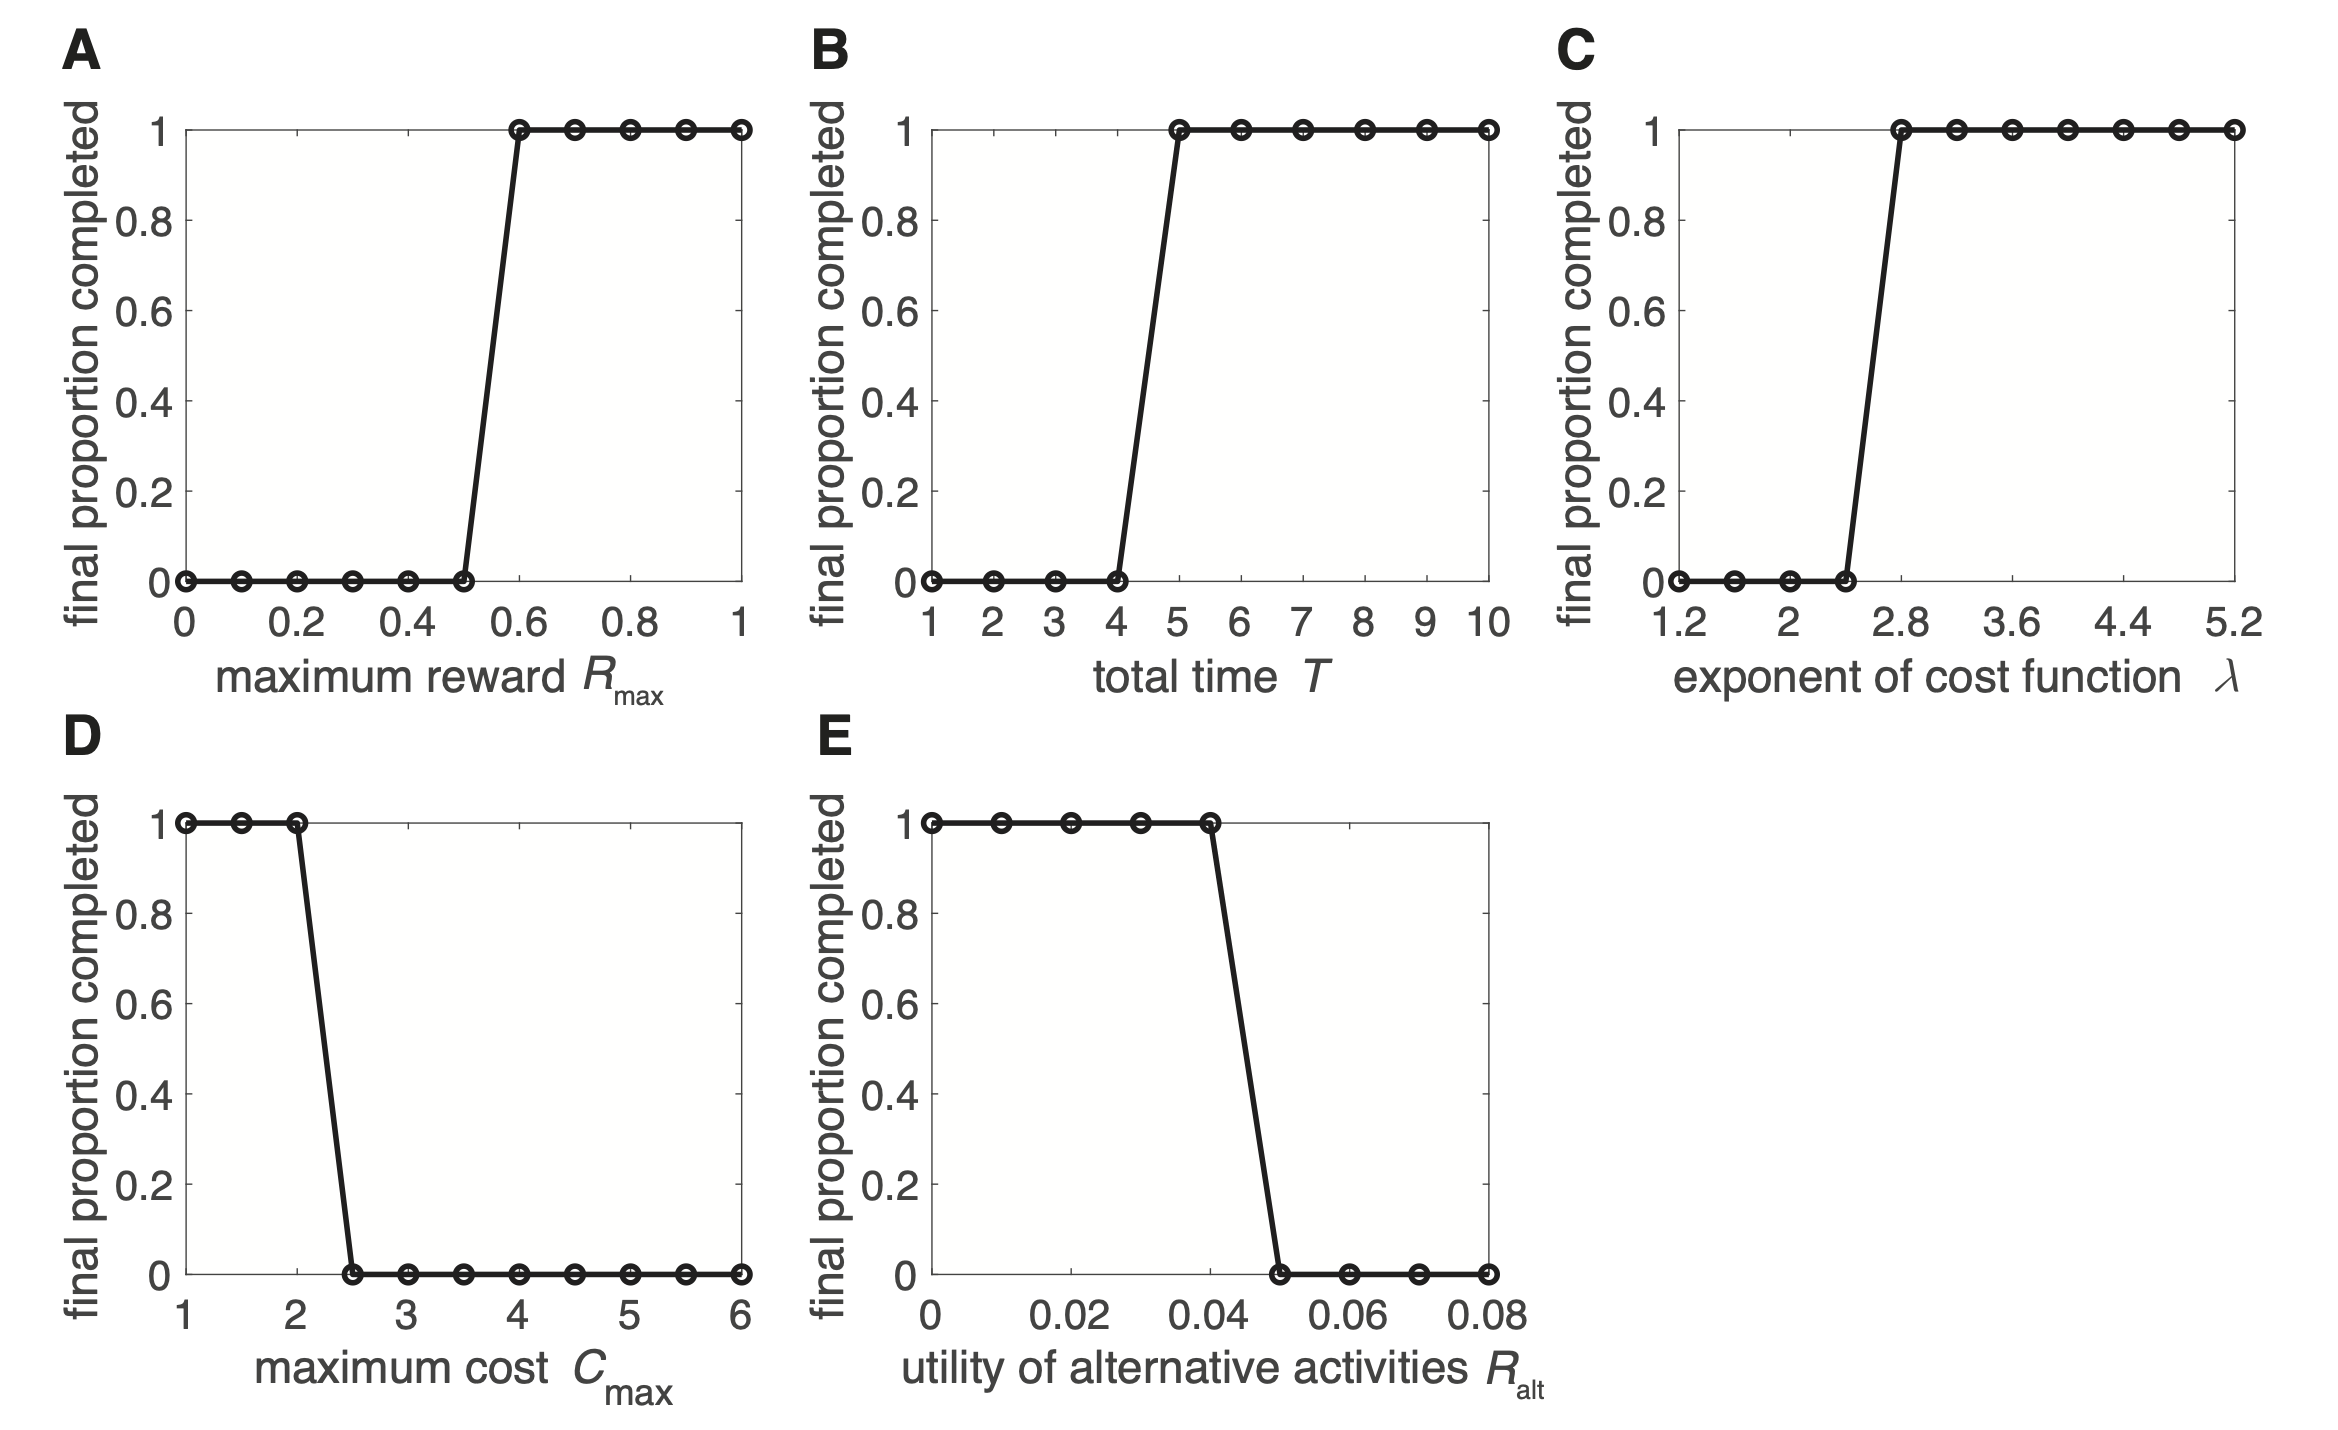 A
final proportion completed
1
0.8
0.6
0.4
0.2
0
0 0.2 0.4 0.6 0.8 1
maximum reward Rmax
B
final proportion completed
1
0.8
0.6
0.4
0.2
0
1 2 3 4 5 6 7 8 9 10
total time T
C
final proportion completed
1
0.8
0.6
0.4
0.2
0
1.2 2 2.8 3.6 4.4 5.2
exponent of cost function λ
D
final proportion completed
1
0.8
0.6
0.4
0.2
0
1 2 3 4 5 6
maximum cost Cmax
E
final proportion completed
1
0.8
0.6
0.4
0.2
0
0 0.02 0.04 0.06 0.08
utility of alternative activities Ralt